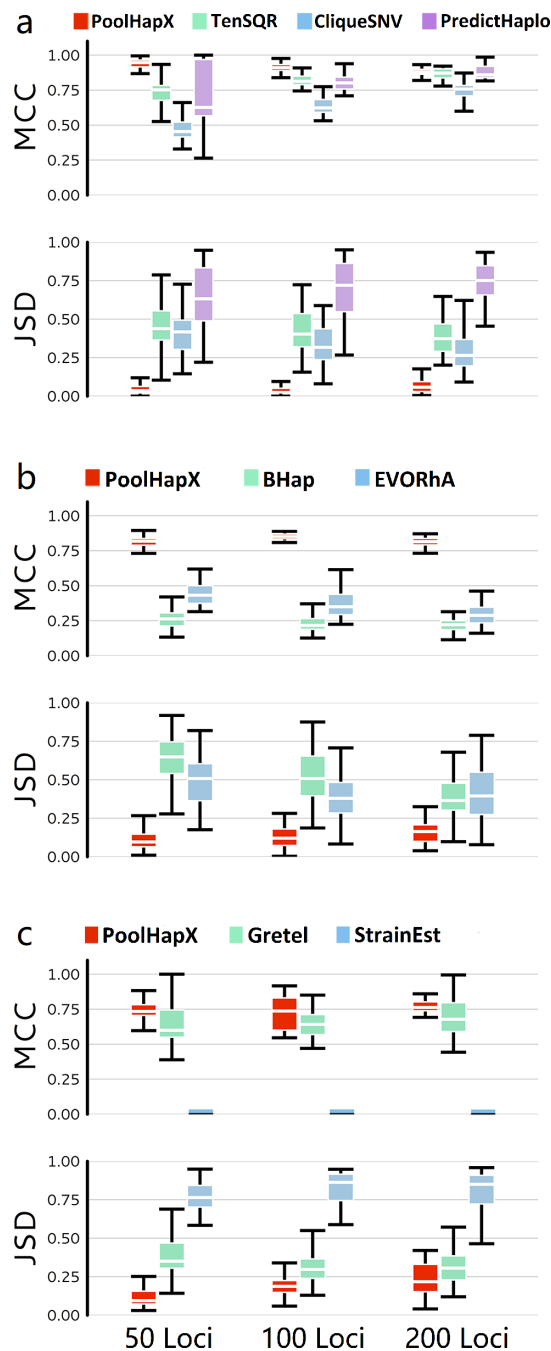 a
PoolHapX TenSQR CliqueSNV PredictHaplo
MCC
1.00
0.75
0.50
0.25
0.00
JSD
1.00
0.75
0.50
0.25
0.00
b
PoolHapX BHap EVORhA
MCC
1.00
0.75
0.50
0.25
0.00
JSD
1.00
0.75
0.50
0.25
0.00
c
PoolHapX Gretel StrainEst
MCC
1.00
0.75
0.50
0.25
0.00
JSD
1.00
0.75
0.50
0.25
0.00
50 Loci 100 Loci 200 Loci